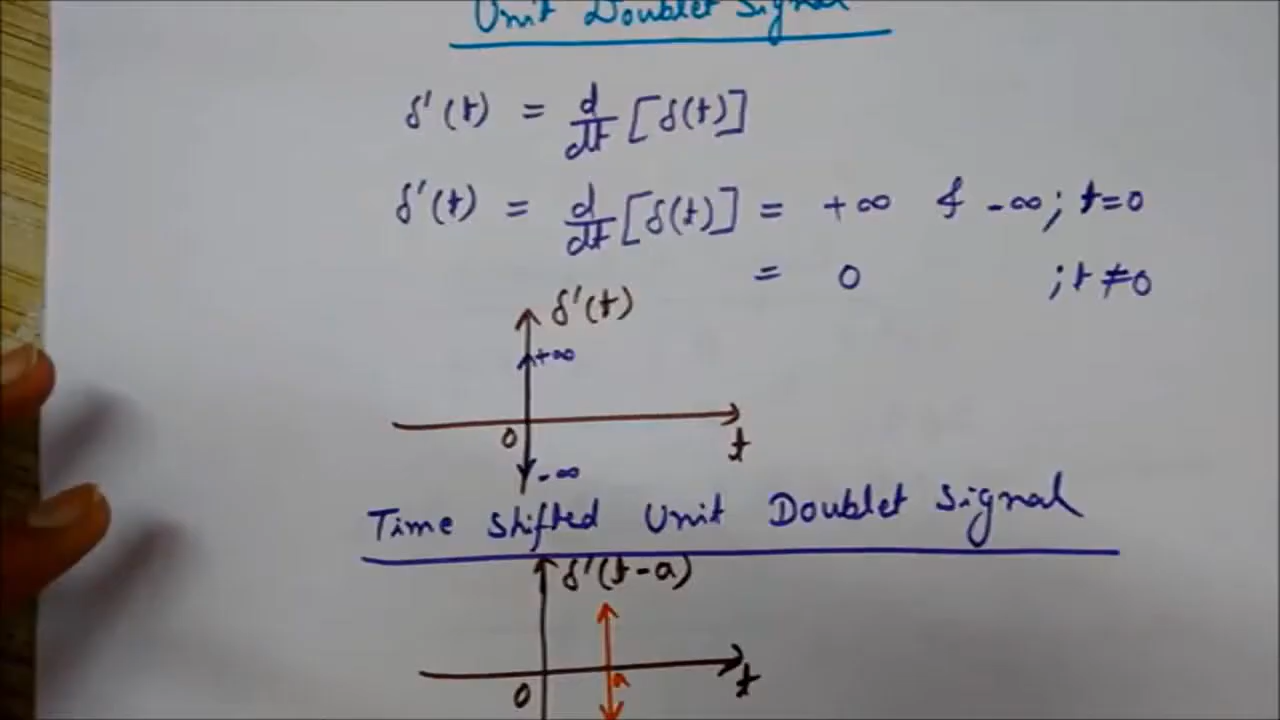 Unit Doublet Signal
δ'(t) = d/dt [δ(t)]
δ'(t) = d/dt [δ(t)] = +∞ & -∞; t=0
= 0 ; t≠0
δ'(t)
+∞
0
t
-∞
Time Shifted Unit Doublet Signal
δ'(t-a)
0
a
t